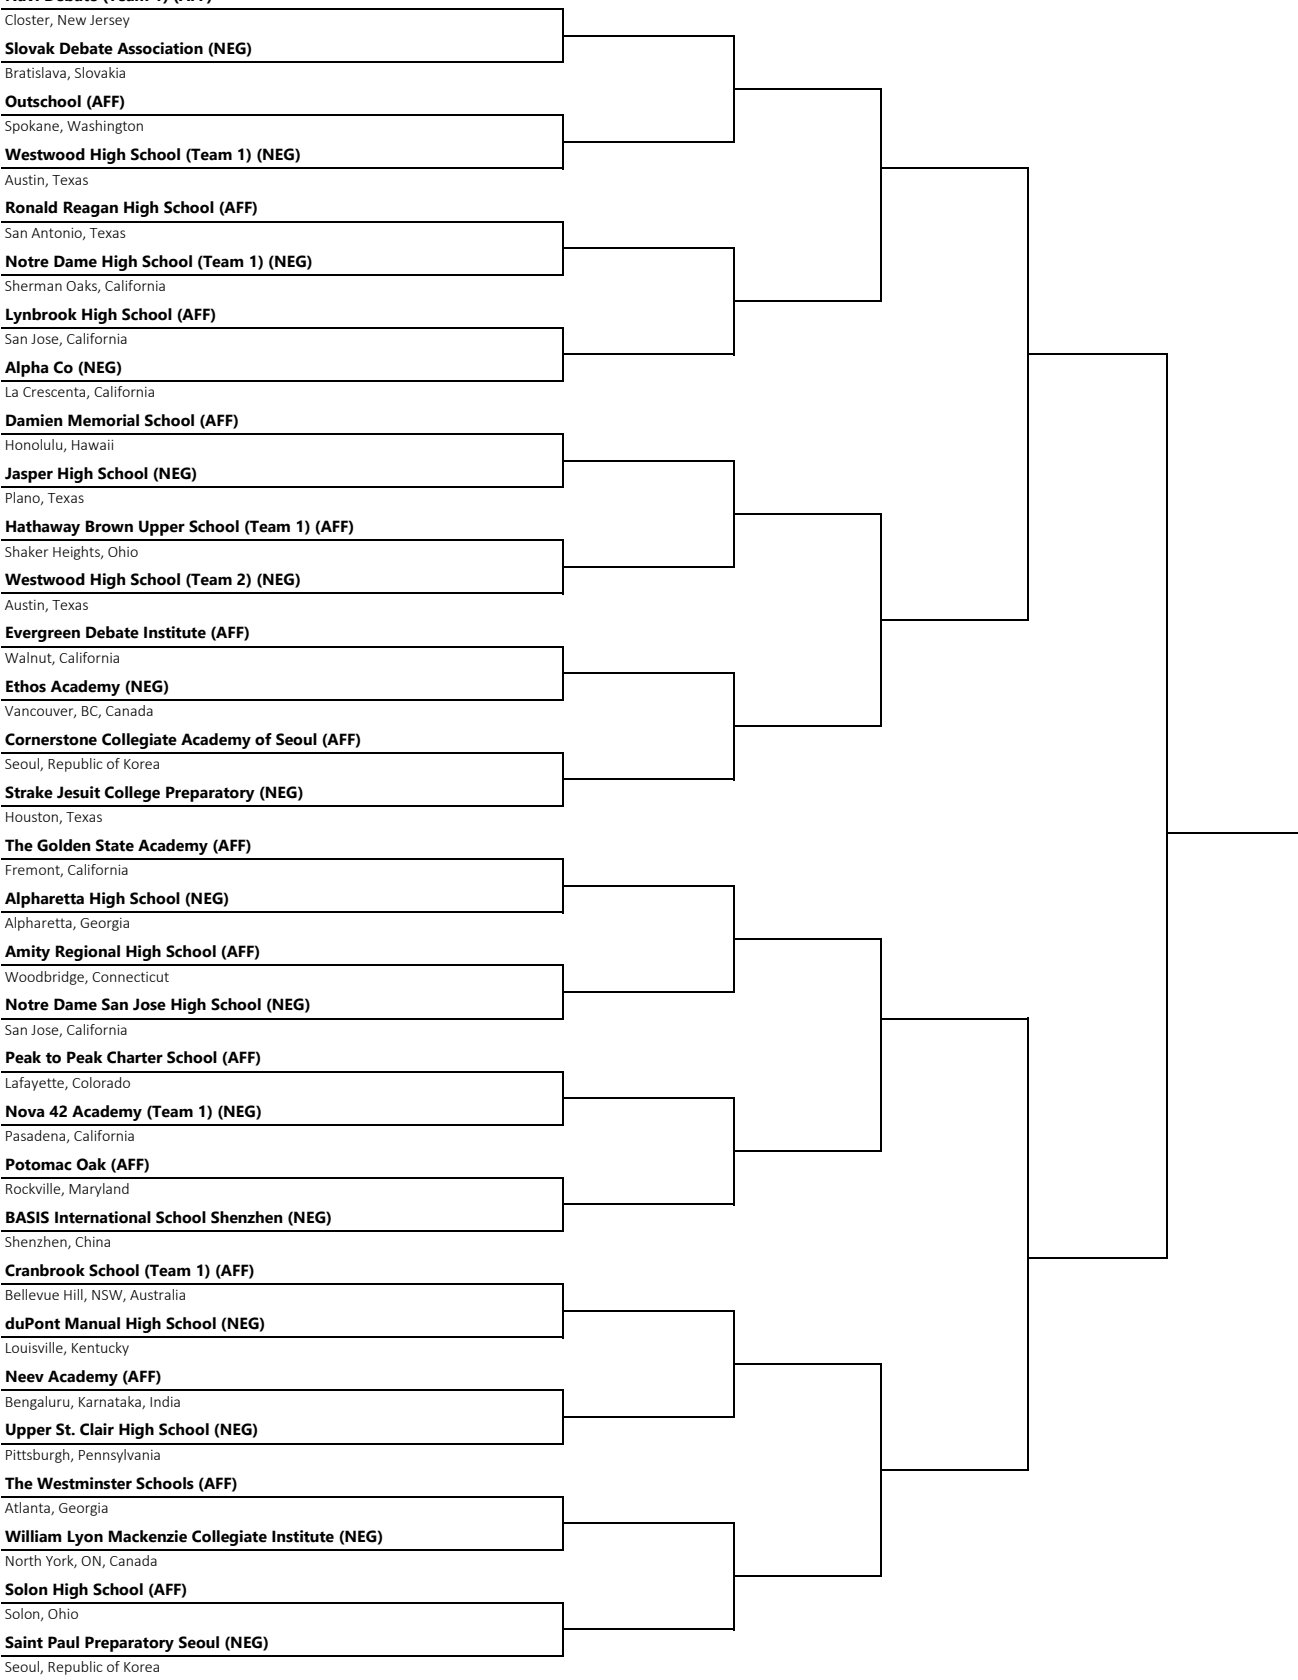 Closter, New Jersey
Slovak Debate Association (NEG)
Bratislava, Slovakia
Outschool (AFF)
Spokane, Washington
Westwood High School (Team 1) (NEG)
Austin, Texas
Ronald Reagan High School (AFF)
San Antonio, Texas
Notre Dame High School (Team 1) (NEG)
Sherman Oaks, California
Lynbrook High School (AFF)
San Jose, California
Alpha Co (NEG)
La Crescenta, California
Damien Memorial School (AFF)
Honolulu, Hawaii
Jasper High School (NEG)
Plano, Texas
Hathaway Brown Upper School (Team 1) (AFF)
Shaker Heights, Ohio
Westwood High School (Team 2) (NEG)
Austin, Texas
Evergreen Debate Institute (AFF)
Walnut, California
Ethos Academy (NEG)
Vancouver, BC, Canada
Cornerstone Collegiate Academy of Seoul (AFF)
Seoul, Republic of Korea
Strake Jesuit College Preparatory (NEG)
Houston, Texas
The Golden State Academy (AFF)
Fremont, California
Alpharetta High School (NEG)
Alpharetta, Georgia
Amity Regional High School (AFF)
Woodbridge, Connecticut
Notre Dame San Jose High School (NEG)
San Jose, California
Peak to Peak Charter School (AFF)
Lafayette, Colorado
Nova 42 Academy (Team 1) (NEG)
Pasadena, California
Potomac Oak (AFF)
Rockville, Maryland
BASIS International School Shenzhen (NEG)
Shenzhen, China
Cranbrook School (Team 1) (AFF)
Bellevue Hill, NSW, Australia
duPont Manual High School (NEG)
Louisville, Kentucky
Neev Academy (AFF)
Bengaluru, Karnataka, India
Upper St. Clair High School (NEG)
Pittsburgh, Pennsylvania
The Westminster Schools (AFF)
Atlanta, Georgia
William Lyon Mackenzie Collegiate Institute (NEG)
North York, ON, Canada
Solon High School (AFF)
Solon, Ohio
Saint Paul Preparatory Seoul (NEG)
Seoul, Republic of Korea